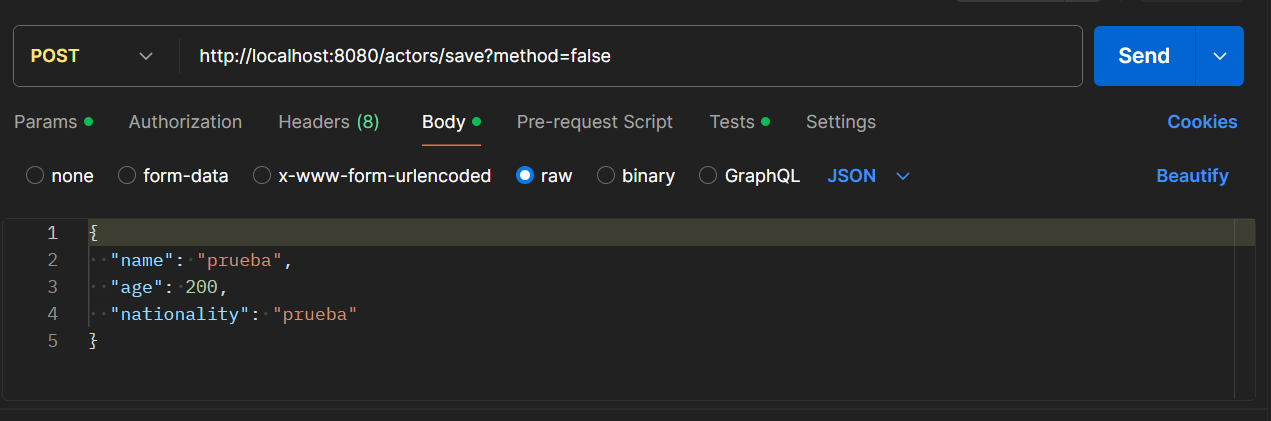 POST http://localhost:8080/actors/save?method=false Send
Params Authorization Headers (8) Body Pre-request Script Tests Settings Cookies
none form-data x-www-form-urlencoded raw binary GraphQL JSON Beautify
1 {
2 "name": "prueba",
3 "age": 200,
4 "nationality": "prueba"
5 }